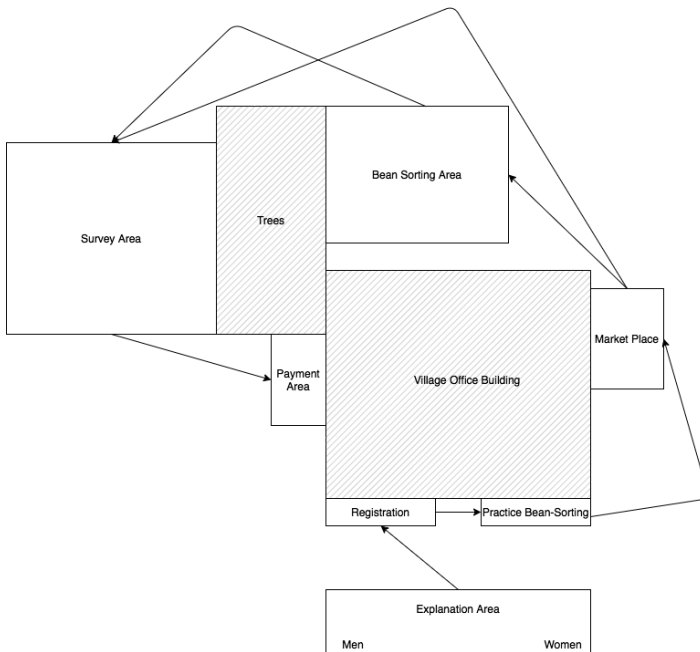 Bean Sorting Area
Trees
Survey Area
Market Place
Payment
Area
Village Office Building
Registration
Practice Bean-Sorting
Explanation Area
Men
Women